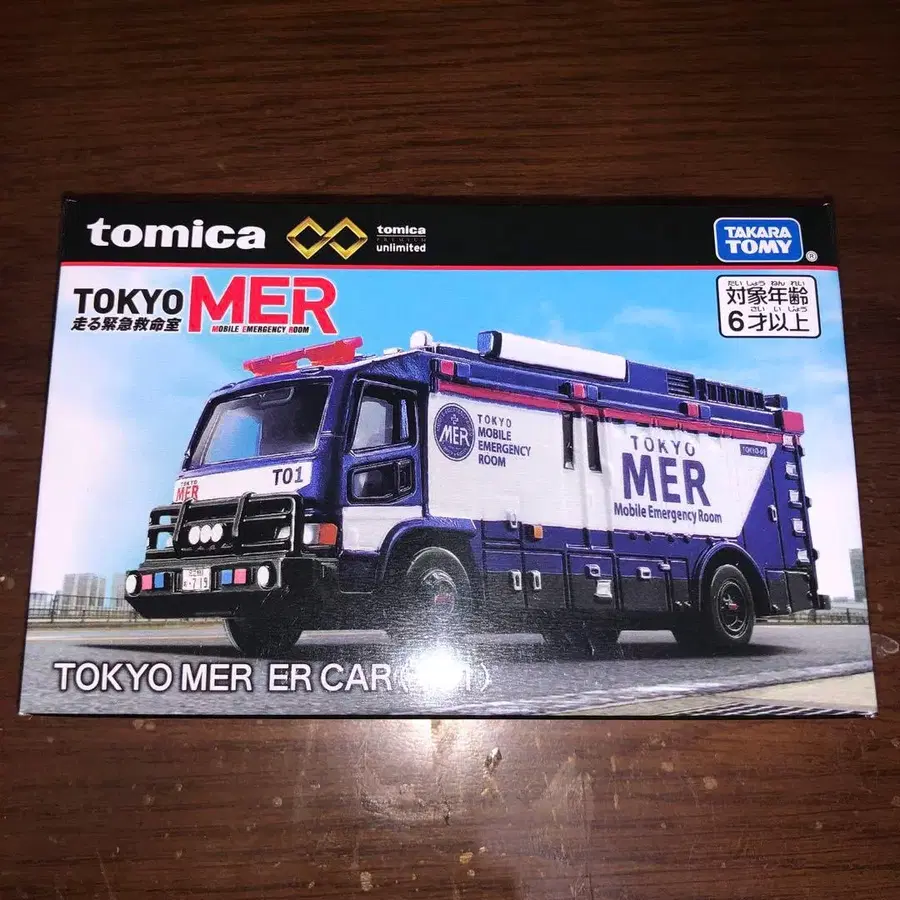 tomica
tomica
PREMIUM
unlimited
TAKARA
TOMY
®
TOKYO
走る緊急救命室
MER
MOBILE EMERGENCY ROOM
たいしょうねんれい
対象年齢
さいいじょう
6才以上
TOKYO
MER
T01
MER
TOKYO
MOBILE
EMERGENCY
ROOM
TOKYO
MER
Mobile Emergency Room
TOKYO MER ER CAR